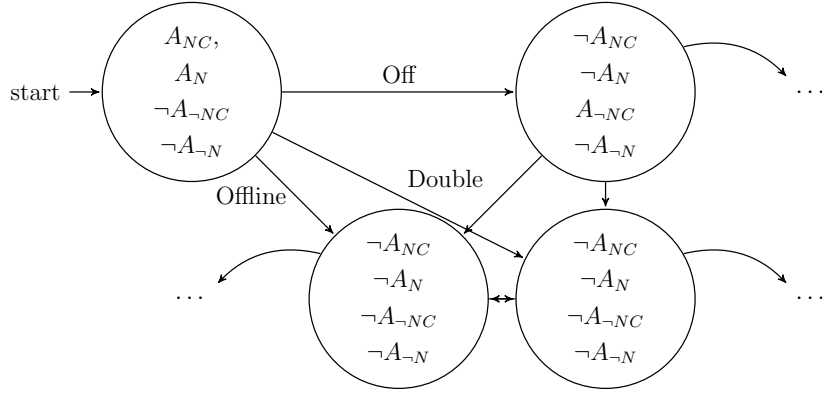 start
A_{NC},
A_N
¬A_{¬NC}
¬A_{¬N}
Off
¬A_{NC}
¬A_N
A_{¬NC}
¬A_{¬N}
...
Offline
Double
...
¬A_{NC}
¬A_N
¬A_{¬NC}
¬A_{¬N}
¬A_{NC}
¬A_N
¬A_{¬NC}
¬A_{¬N}
...